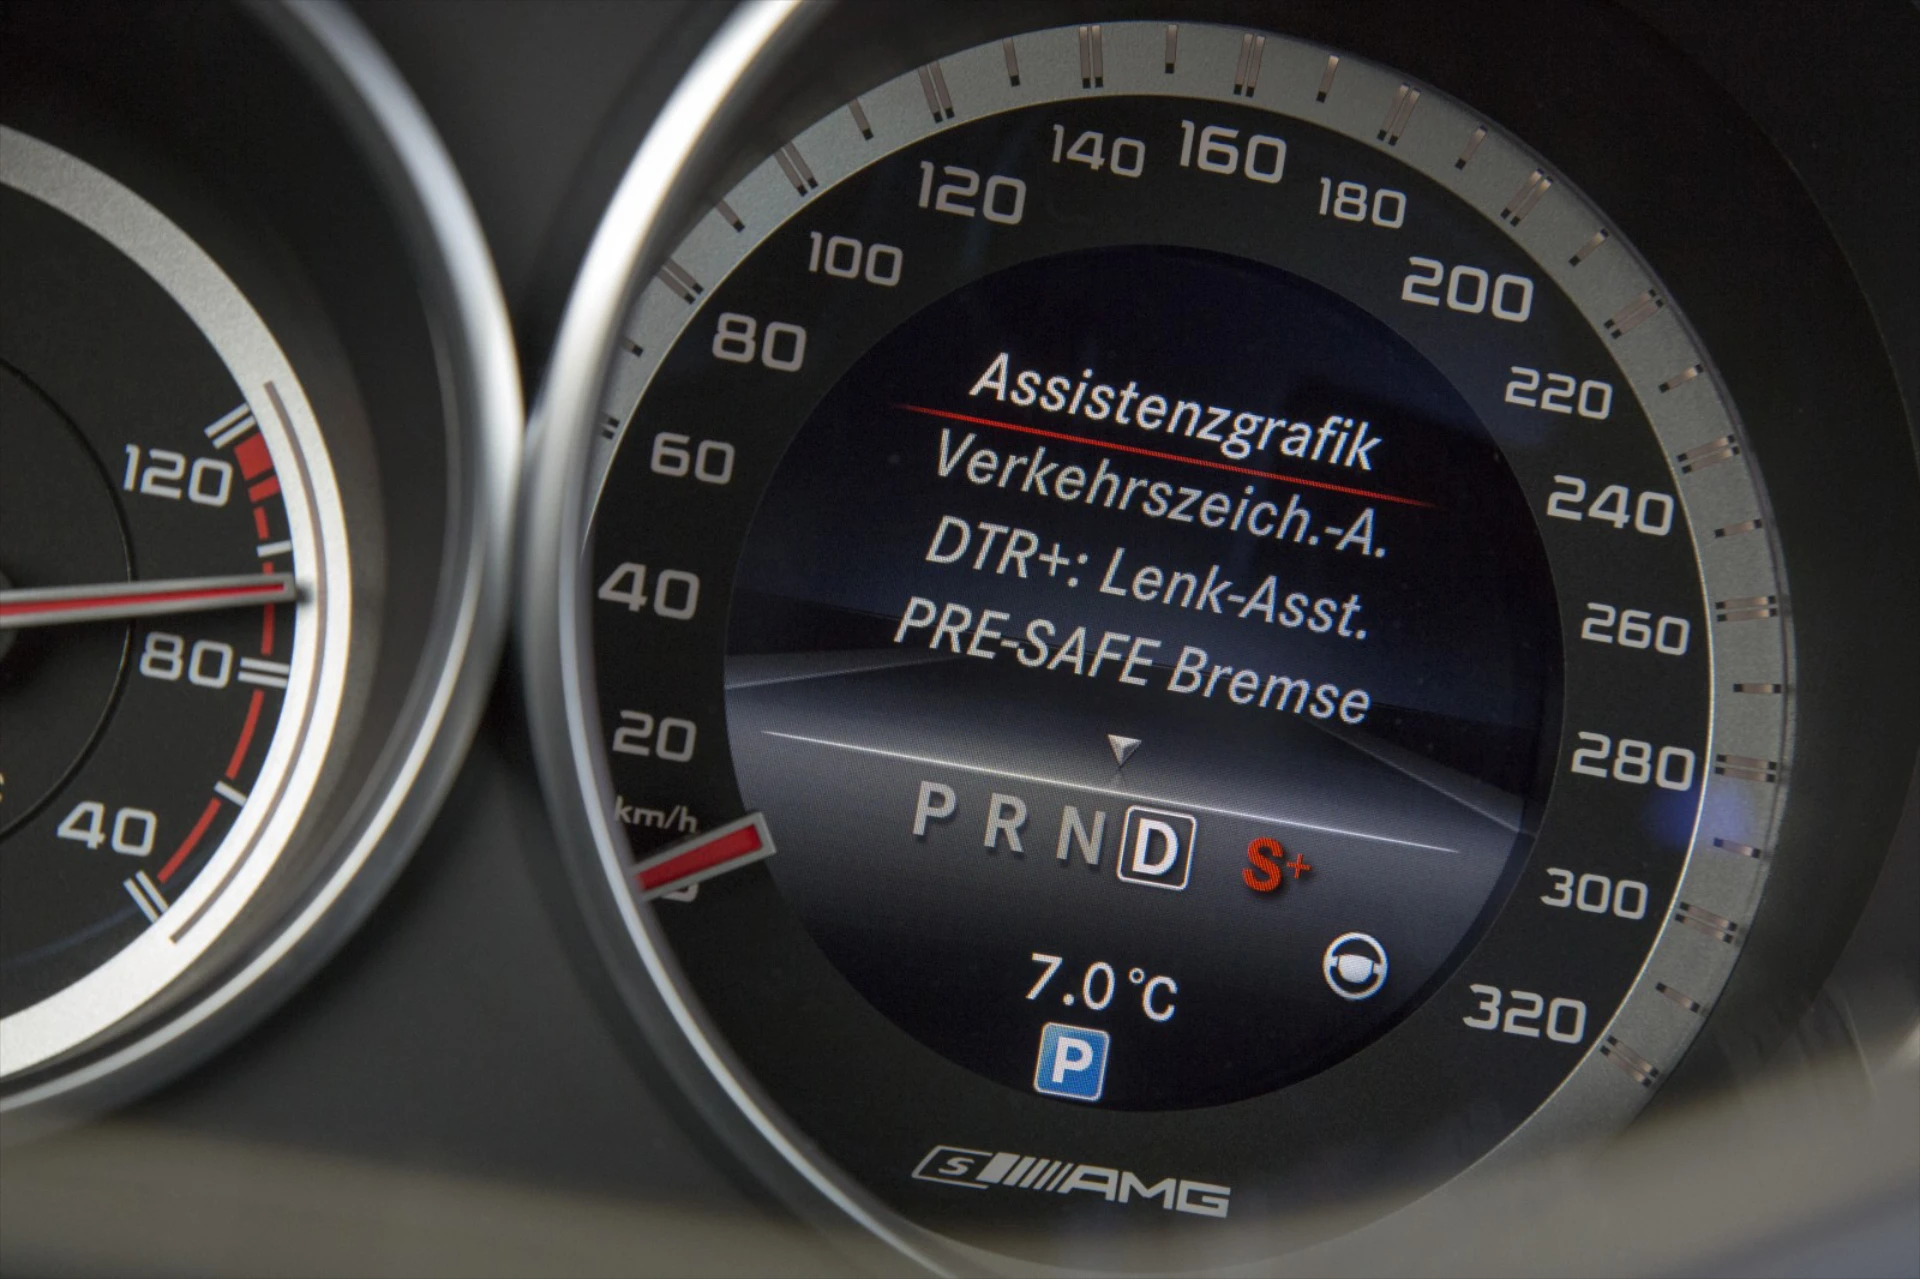 120
80
40
km/h
20
40
60
80
100
120
140
160
180
200
220
240
260
280
300
320
Assistenzgrafik
Verkehrszeich.-A.
DTR+: Lenk-Asst.
PRE-SAFE Bremse
P R N D S+
7.0 °C
P
S AMG